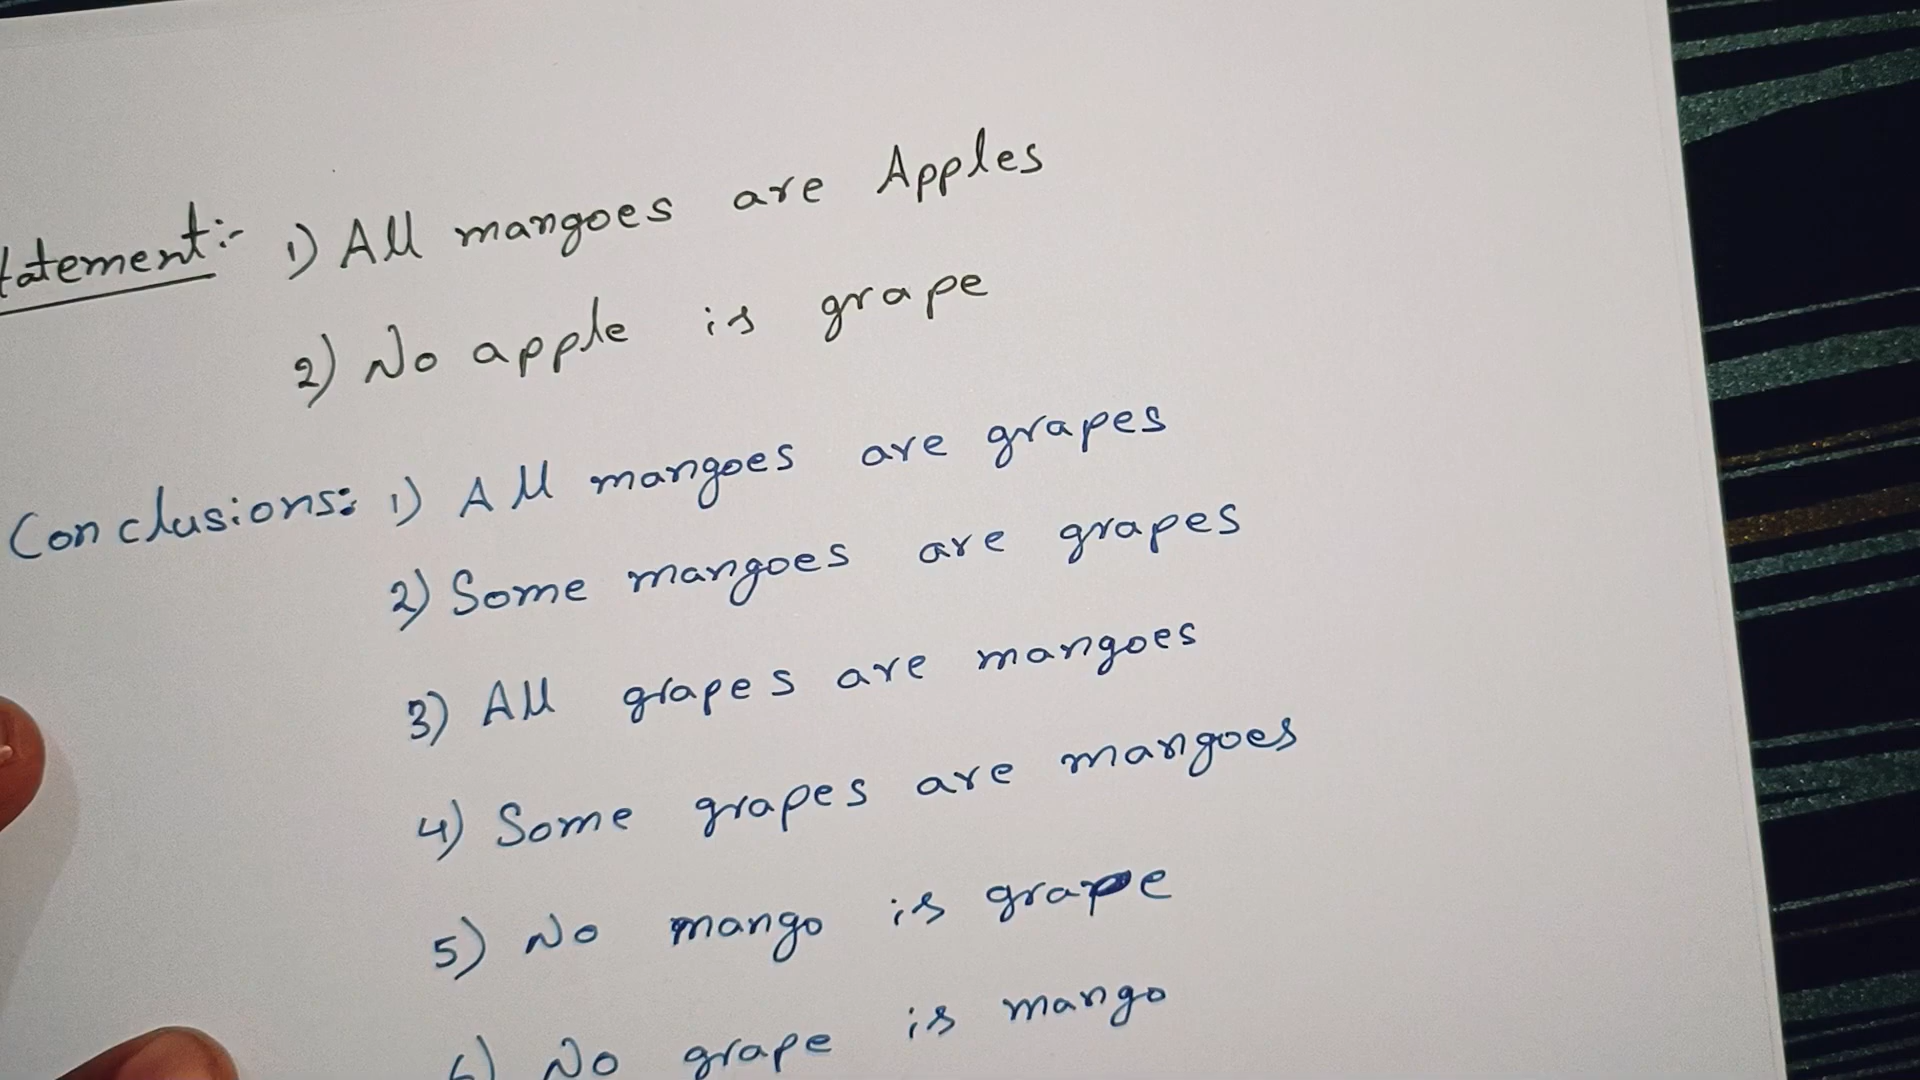 tatement:- 1) All mangoes are Apples
2) No apple is grape
Conclusions: 1) All mangoes are grapes
2) Some mangoes are grapes
3) All grapes are mangoes
4) Some grapes are mangoes
5) No mango is grape
6) No grape is mango